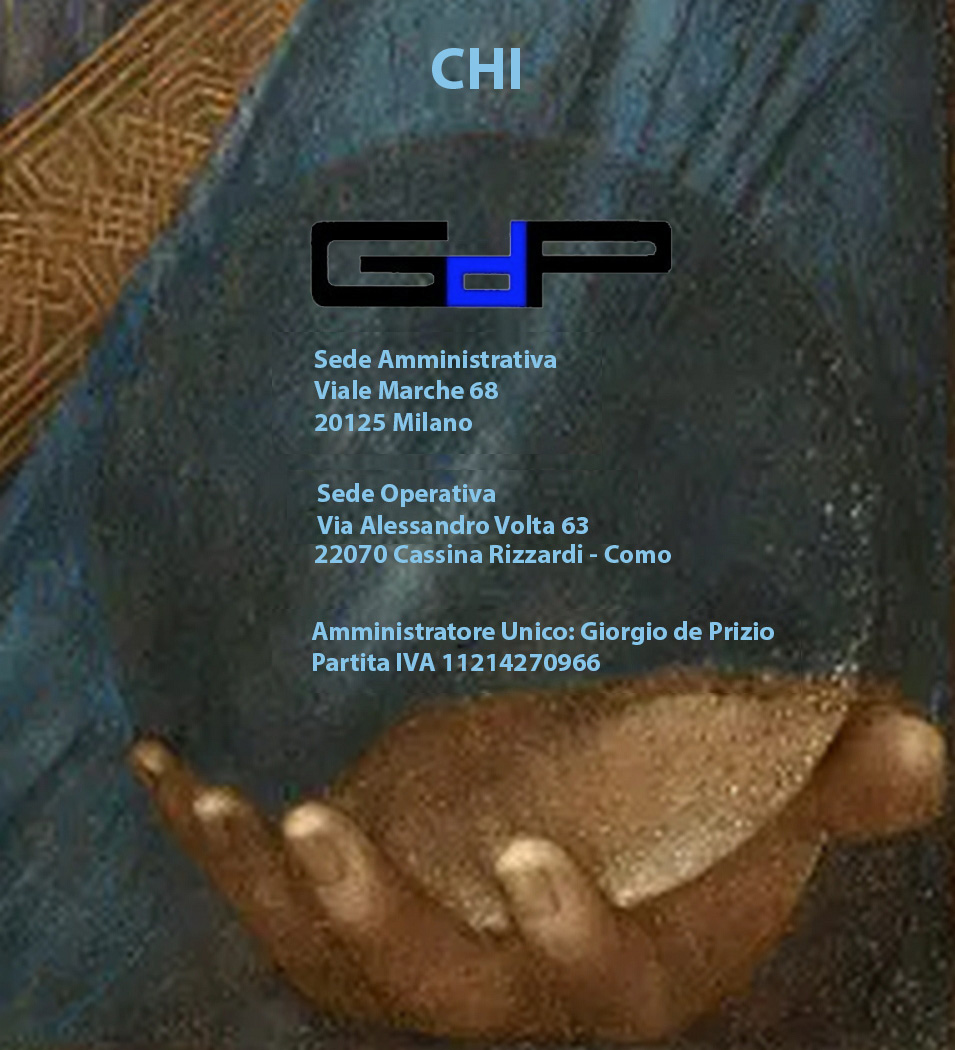 CHI
GdP
Sede Amministrativa
Viale Marche 68
20125 Milano
Sede Operativa
Via Alessandro Volta 63
22070 Cassina Rizzardi - Como
Amministratore Unico: Giorgio de Prizio
Partita IVA 11214270966